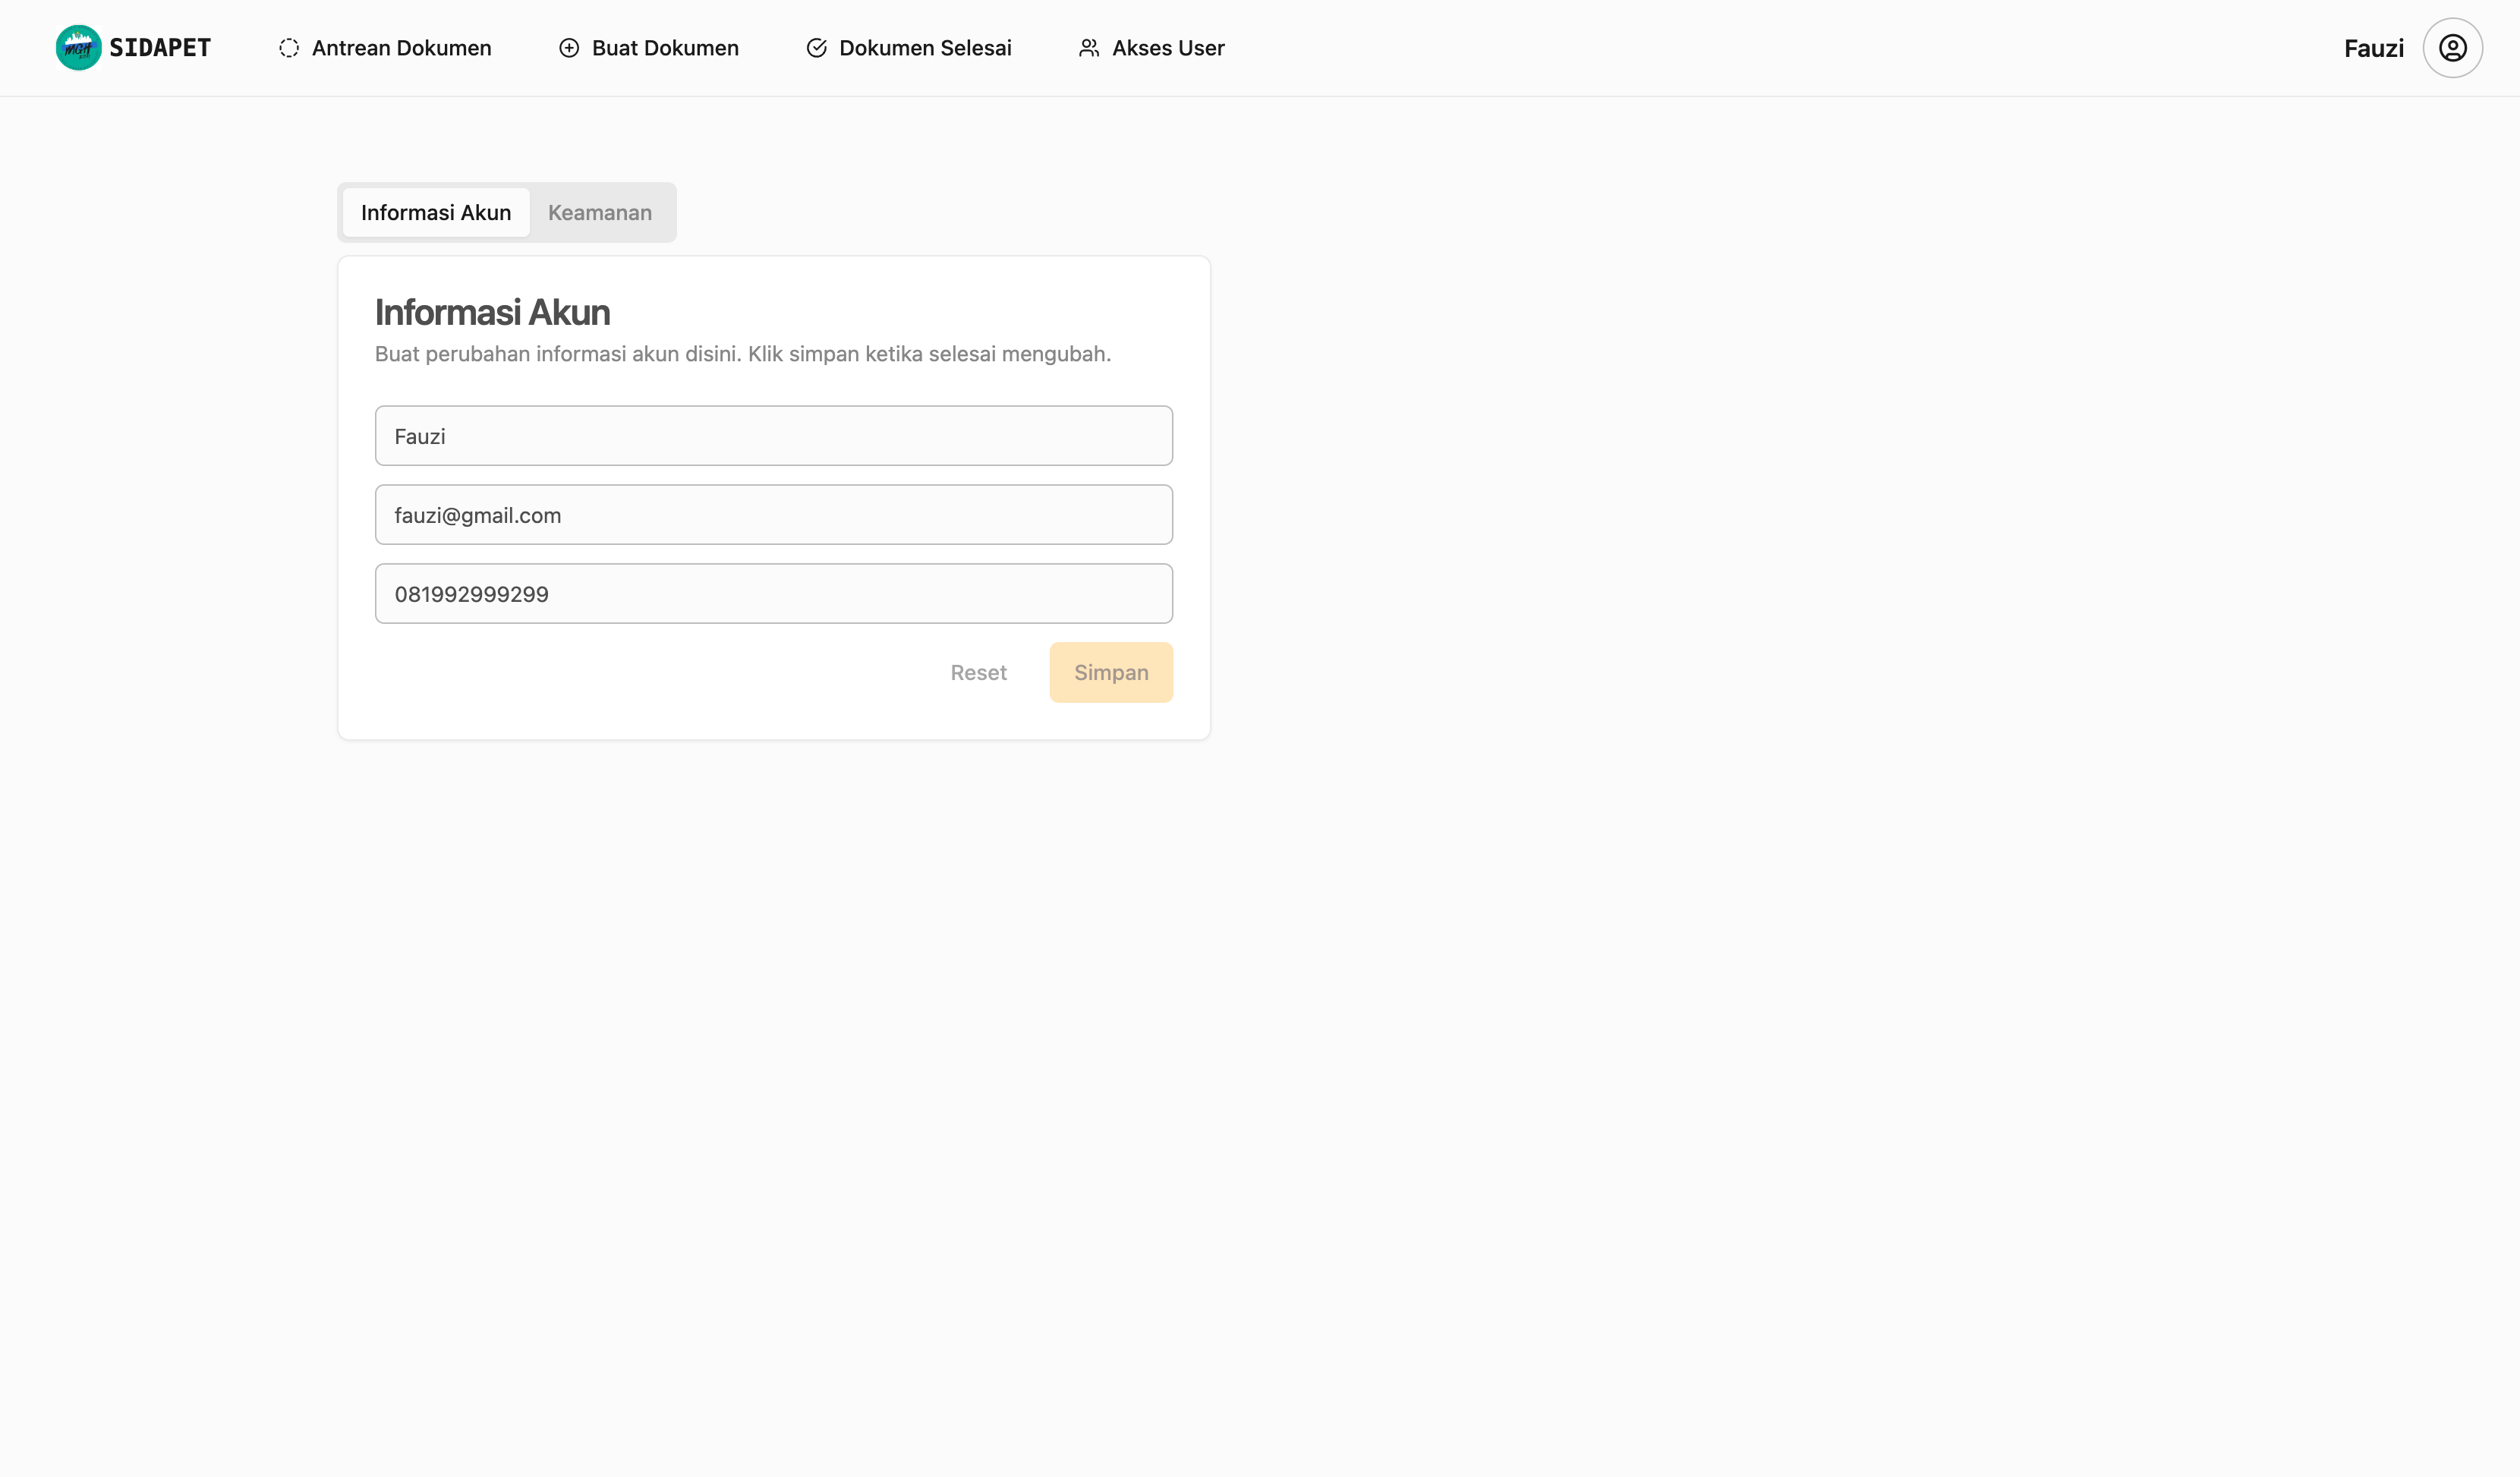 MGH
SIDAPET
Antrean Dokumen
Buat Dokumen
Dokumen Selesai
Akses User
Fauzi
Informasi Akun
Keamanan
Informasi Akun
Buat perubahan informasi akun disini. Klik simpan ketika selesai mengubah.
Fauzi
fauzi@gmail.com
081992999299
Reset
Simpan